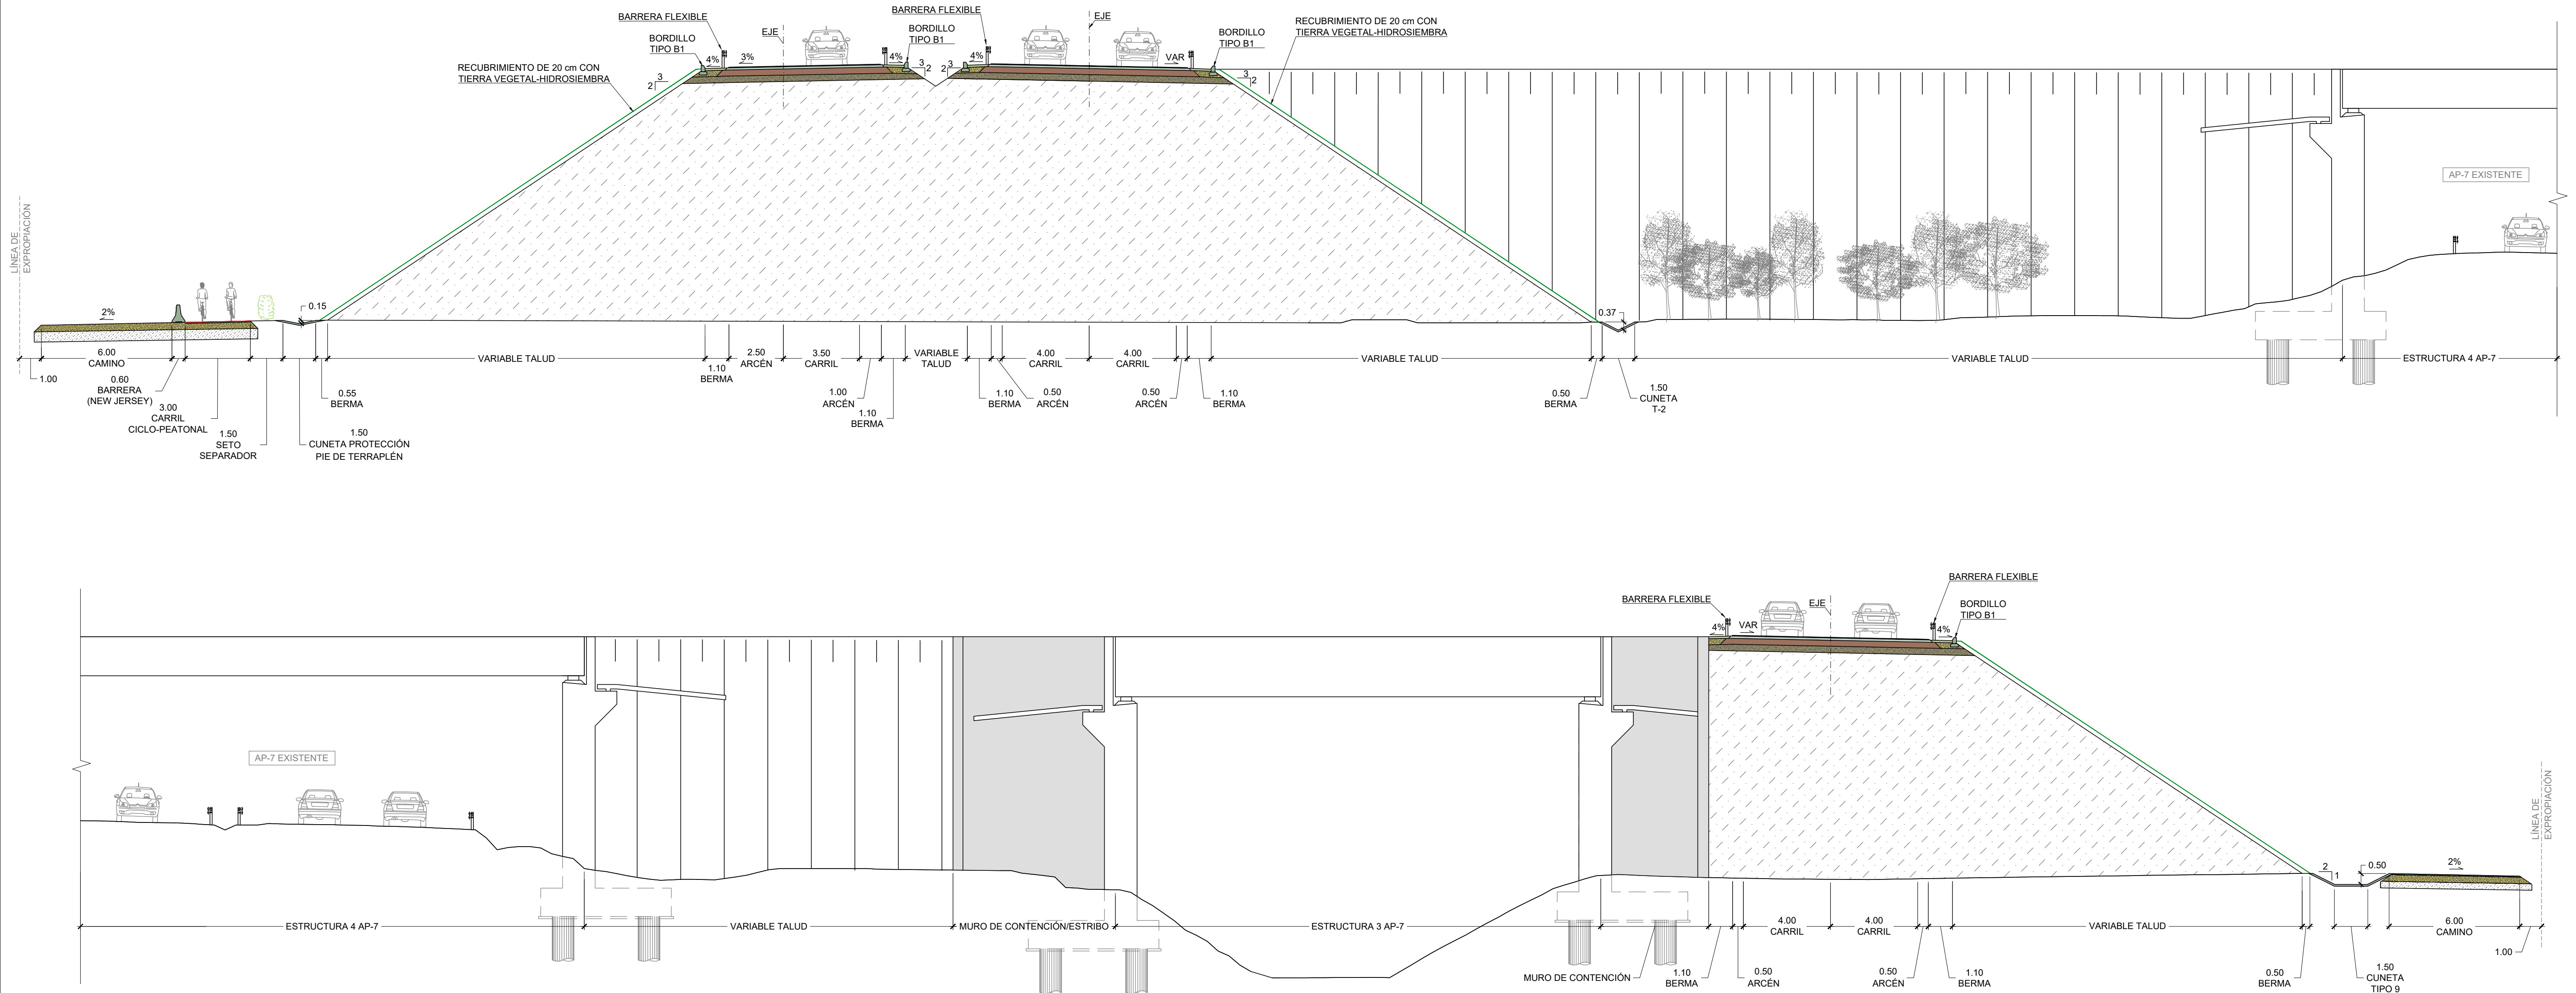 BARRERA FLEXIBLE
BARRERA FLEXIBLE
EJE
RECUBRIMIENTO DE 20 cm CON
TIERRA VEGETAL-HIDROSIEMBRA
EJE
BORDILLO
TIPO B1
BORDILLO
TIPO B1
BORDILLO
TIPO B1
RECUBRIMIENTO DE 20 cm CON
TIERRA VEGETAL-HIDROSIEMBRA
4%
3%
4%
4%
VAR
3
2
3
2
3
2
3
2
AP-7 EXISTENTE
LÍNEA DE
EXPROPIACIÓN
2%
0.15
0.37
6.00
CAMINO
VARIABLE TALUD
1.10
BERMA
2.50
ARCÉN
3.50
CARRIL
VARIABLE
TALUD
4.00
CARRIL
4.00
CARRIL
VARIABLE TALUD
VARIABLE TALUD
ESTRUCTURA 4 AP-7
1.00
0.60
BARRERA
(NEW JERSEY)
3.00
CARRIL
CICLO-PEATONAL
1.50
SETO
SEPARADOR
1.50
CUNETA PROTECCIÓN
PIE DE TERRAPLÉN
0.55
BERMA
1.00
ARCÉN
1.10
BERMA
1.10
BERMA
0.50
ARCÉN
0.50
ARCÉN
1.10
BERMA
0.50
BERMA
1.50
CUNETA
T-2
BARRERA FLEXIBLE
BARRERA FLEXIBLE
EJE
BORDILLO
TIPO B1
4%
VAR
4%
AP-7 EXISTENTE
LÍNEA DE
EXPROPIACIÓN
2
1
0.50
2%
ESTRUCTURA 4 AP-7
VARIABLE TALUD
MURO DE CONTENCIÓN/ESTRIBO
ESTRUCTURA 3 AP-7
4.00
CARRIL
4.00
CARRIL
VARIABLE TALUD
6.00
CAMINO
1.00
MURO DE CONTENCIÓN
1.10
BERMA
0.50
ARCÉN
0.50
ARCÉN
1.10
BERMA
0.50
BERMA
1.50
CUNETA
TIPO 9